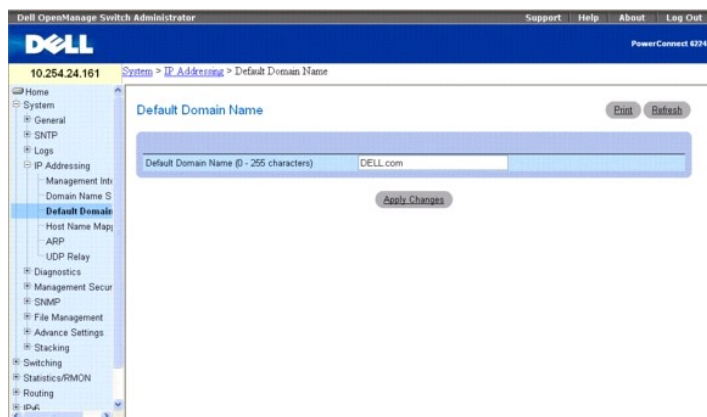 Dell OpenManage Switch Administrator Support Help About Log Out
DELL PowerConnect 6224
10.254.24.161 System > IP Addressing > Default Domain Name
Home
System
General
SNTP
Logs
IP Addressing
Management Int
Domain Name S
Default Domain
Host Name Map
ARP
UDP Relay
Diagnostics
Management Secur
SNMP
File Management
Advance Settings
Stacking
Switching
Statistics/RMON
Routing
IPv6
Default Domain Name Print Refresh
Default Domain Name (0 - 255 characters) DELL.com
Apply Changes